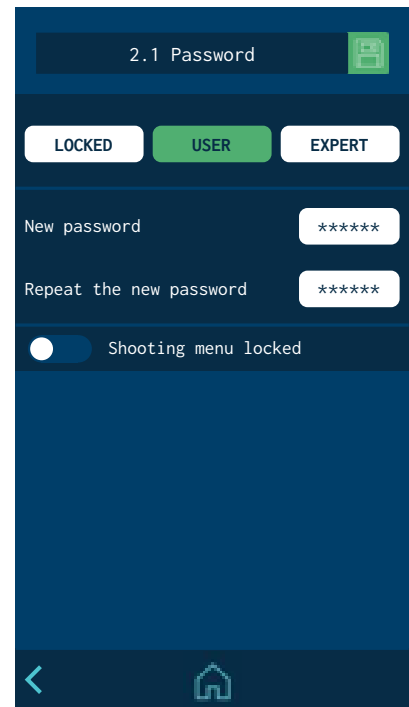 2.1 Password
LOCKED USER EXPERT
New password ******
Repeat the new password ******
Shooting menu locked